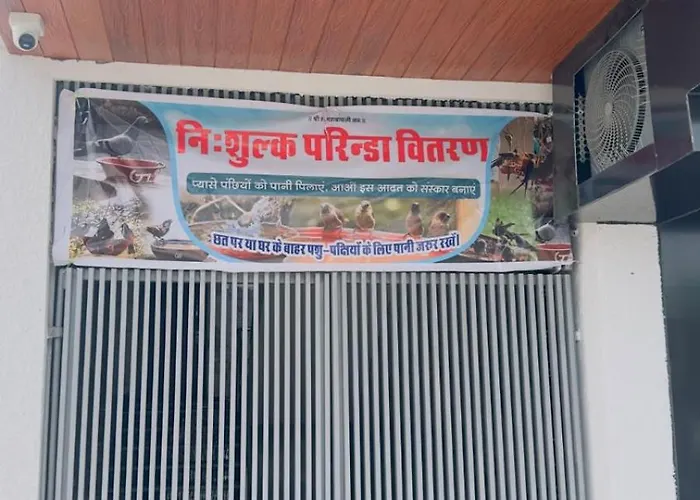 निःशुल्क परिन्डा वितरण
प्यासे पंछियों को पानी पिलाएं, आओ इस आदत को संस्कार बनाएं
छत पर या घर के बाहर पशु-पक्षियों के लिए पानी जरूर रखें।